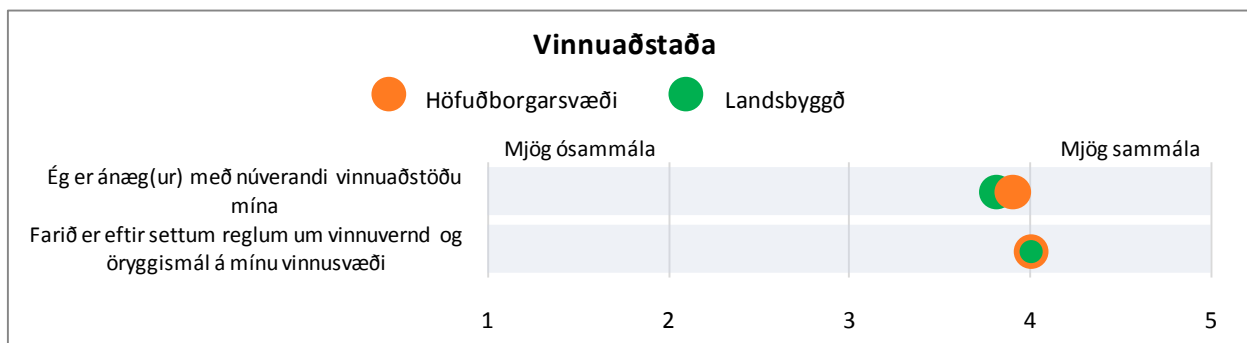 Vinnuaðstaða
Höfuðborgarsvæði Landsbyggð
Mjög ósammála Mjög sammála
Ég er ánæg(ur) með núverandi vinnuaðstöðu
mína
Farið er eftir settum reglum um vinnuvernd og
öryggismál á mínu vinnusvæði
1 2 3 4 5